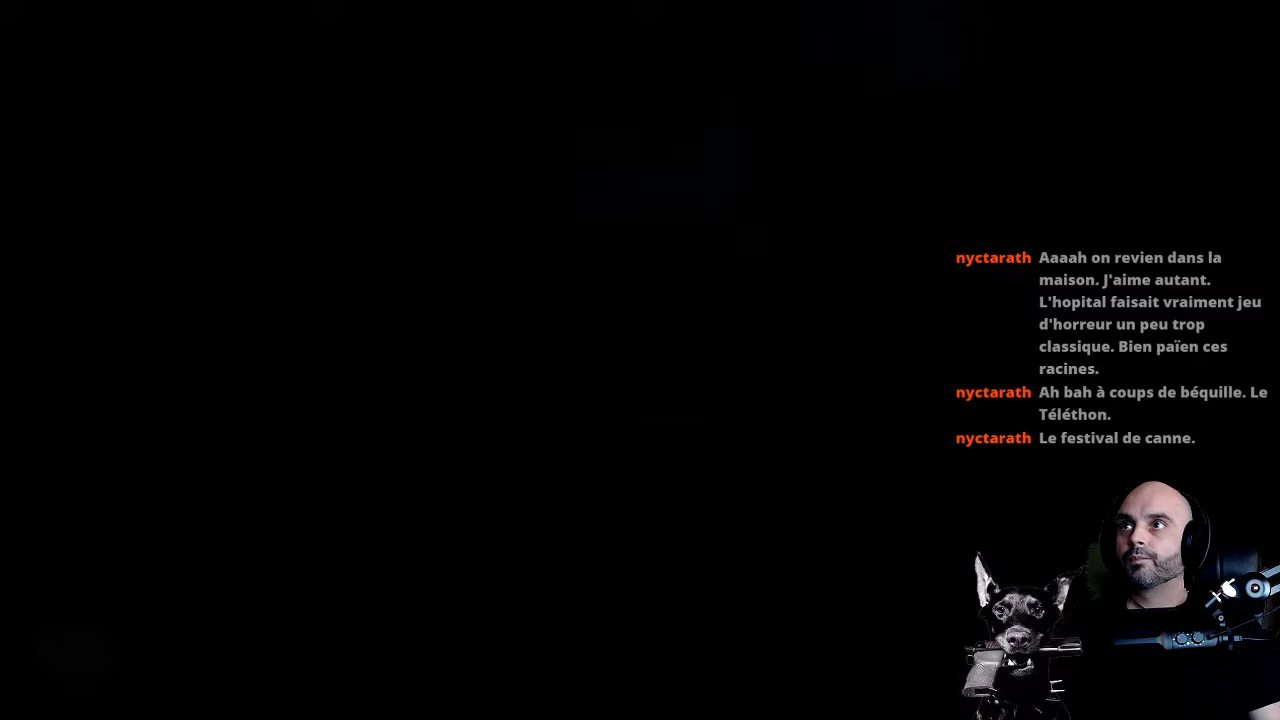 nyctarath Aaaah on revien dans la
maison. J'aime autant.
L'hopital faisait vraiment jeu
d'horreur un peu trop
classique. Bien païen ces
racines.
nyctarath Ah bah à coups de béquille. Le
Téléthon.
nyctarath Le festival de canne.